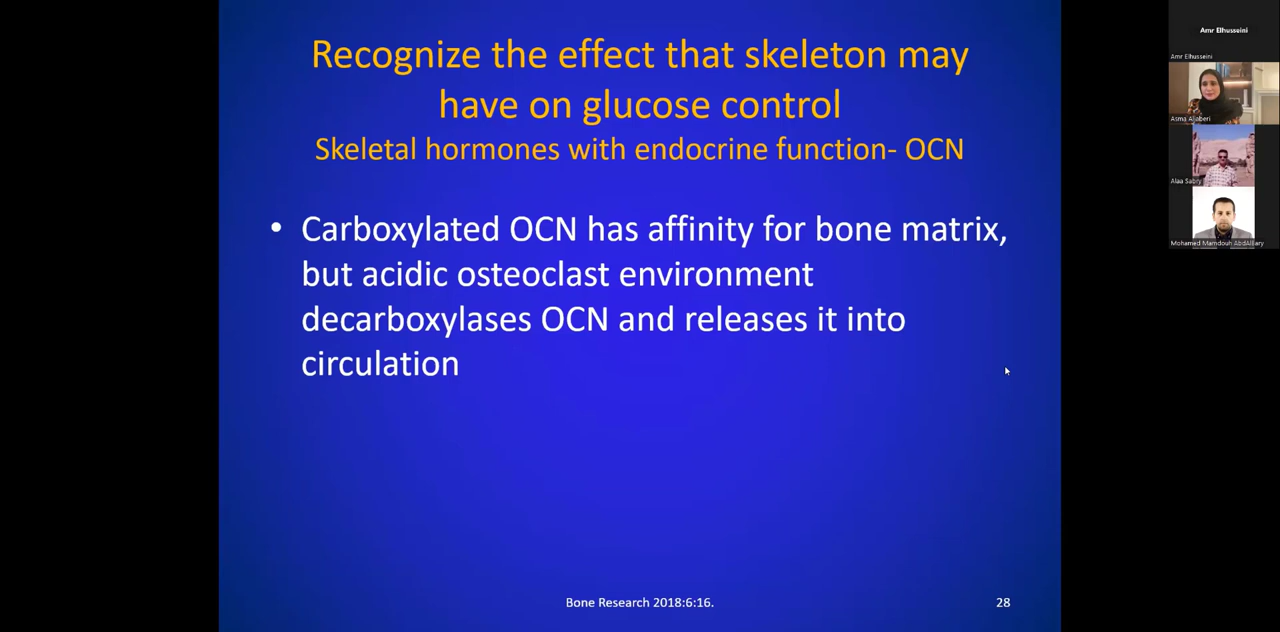 Recognize the effect that skeleton may
have on glucose control
Skeletal hormones with endocrine function- OCN
• Carboxylated OCN has affinity for bone matrix,
but acidic osteoclast environment
decarboxylases OCN and releases it into
circulation
Bone Research 2018:6:16.
28
Amr Elhusseini
Amr Elhusseini
Asma Aljaberi
Alaa Sabry
Mohamed Mamdouh AbdAlbary